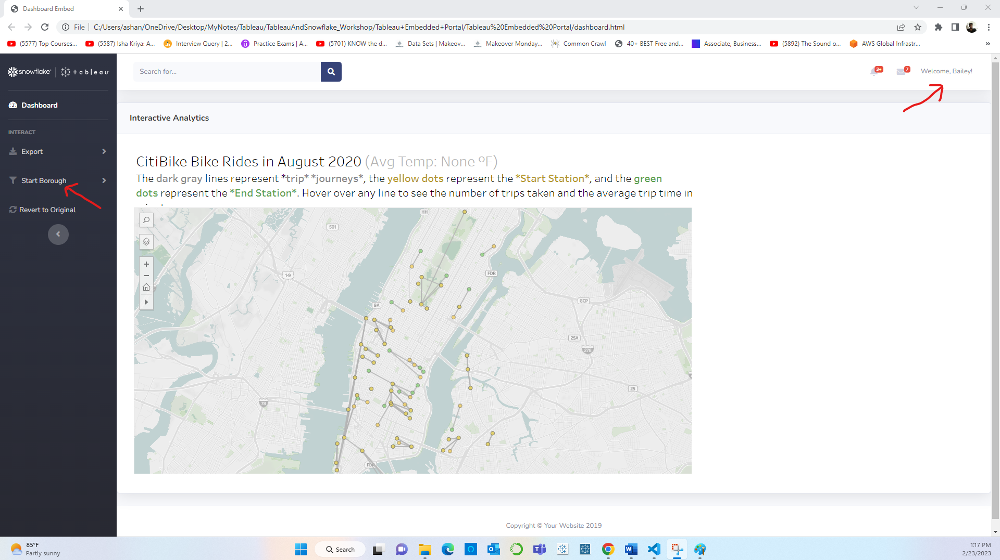 Dashboard Embed
File
C:/Users/ashan/OneDrive/Desktop/MyNotes/Tableau/TableauAndSnowflake_Workshop/Tableau+Embedded+Portal/Tableau%20Embedded%20Portal/dashboard.html
(5577) Top Courses...
(5587) Isha Kriya: A...
Interview Query | 2...
Practice Exams | A...
(5701) KNOW the d...
Data Sets | Makeov...
Makeover Monday...
Common Crawl
40+ BEST Free and...
Associate, Business...
(5892) The Sound o...
AWS Global Infrastr...
snowflake | +ableau
Search for...
3+
7
Welcome, Bailey!
Dashboard
INTERACT
Export
Start Borough
Revert to Original
Interactive Analytics
CitiBike Bike Rides in August 2020 (Avg Temp: None ºF)
The dark gray lines represent *trip* *journeys*, the yellow dots represent the *Start Station*, and the green
dots represent the *End Station*. Hover over any line to see the number of trips taken and the average trip time in
HH
501
1-9
FDR
GCP
9A
25A
278
25
78
FDR
Copyright © Your Website 2019
85°F
Partly sunny
Search
1:17 PM
2/23/2023